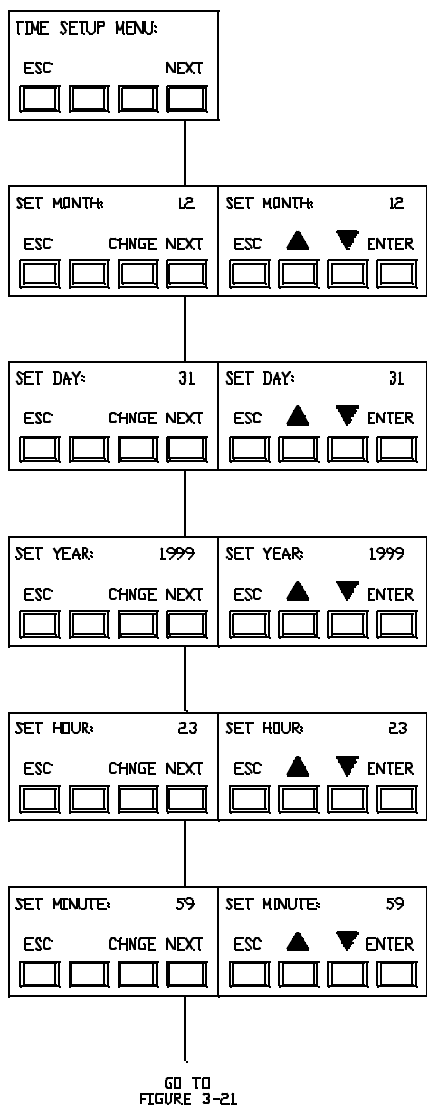 TIME SETUP MENU:
ESC NEXT
SET MONTH: 12 SET MONTH: 12
ESC CHNGE NEXT ESC ENTER
SET DAY: 31 SET DAY: 31
ESC CHNGE NEXT ESC ENTER
SET YEAR: 1999 SET YEAR: 1999
ESC CHNGE NEXT ESC ENTER
SET HOUR: 23 SET HOUR: 23
ESC CHNGE NEXT ESC ENTER
SET MINUTE: 59 SET MINUTE: 59
ESC CHNGE NEXT ESC ENTER
GO TO
FIGURE 3-21